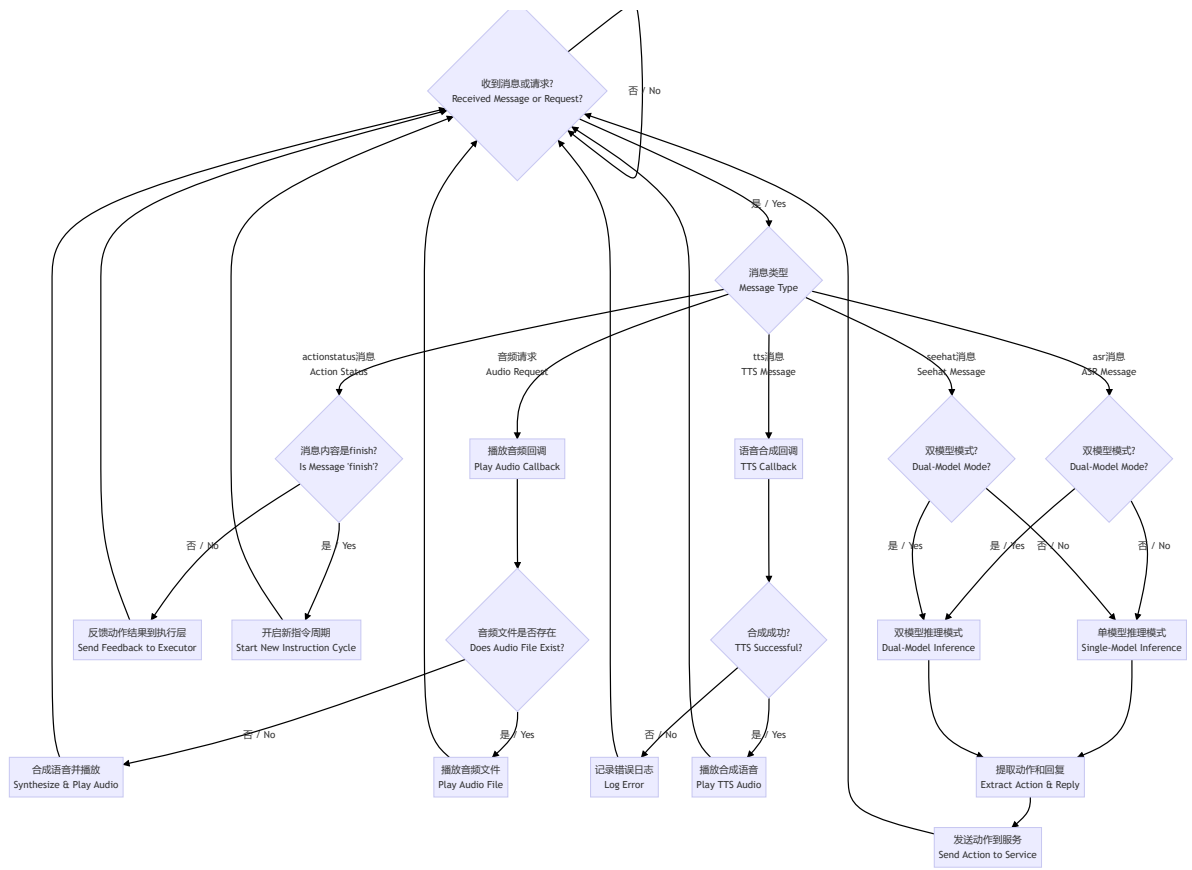 收到消息或请求?
Received Message or Request?
否 / No
是 / Yes
消息类型
Message Type
actionstatus消息
Action Status
音频请求
Audio Request
tts消息
TTS Message
seehat消息
Seehat Message
asr消息
ASR Message
消息内容是finish?
Is Message 'finish'?
播放音频回调
Play Audio Callback
语音合成回调
TTS Callback
双模型模式?
Dual-Model Mode?
双模型模式?
Dual-Model Mode?
否 / No
是 / Yes
是 / Yes
是 / Yes
否 / No
否 / No
反馈动作结果到执行层
Send Feedback to Executor
开启新指令周期
Start New Instruction Cycle
音频文件是否存在
Does Audio File Exist?
合成成功?
TTS Successful?
双模型推理模式
Dual-Model Inference
单模型推理模式
Single-Model Inference
否 / No
是 / Yes
否 / No
是 / Yes
合成语音并播放
Synthesize & Play Audio
播放音频文件
Play Audio File
记录错误日志
Log Error
播放合成语音
Play TTS Audio
提取动作和回复
Extract Action & Reply
发送动作到服务
Send Action to Service